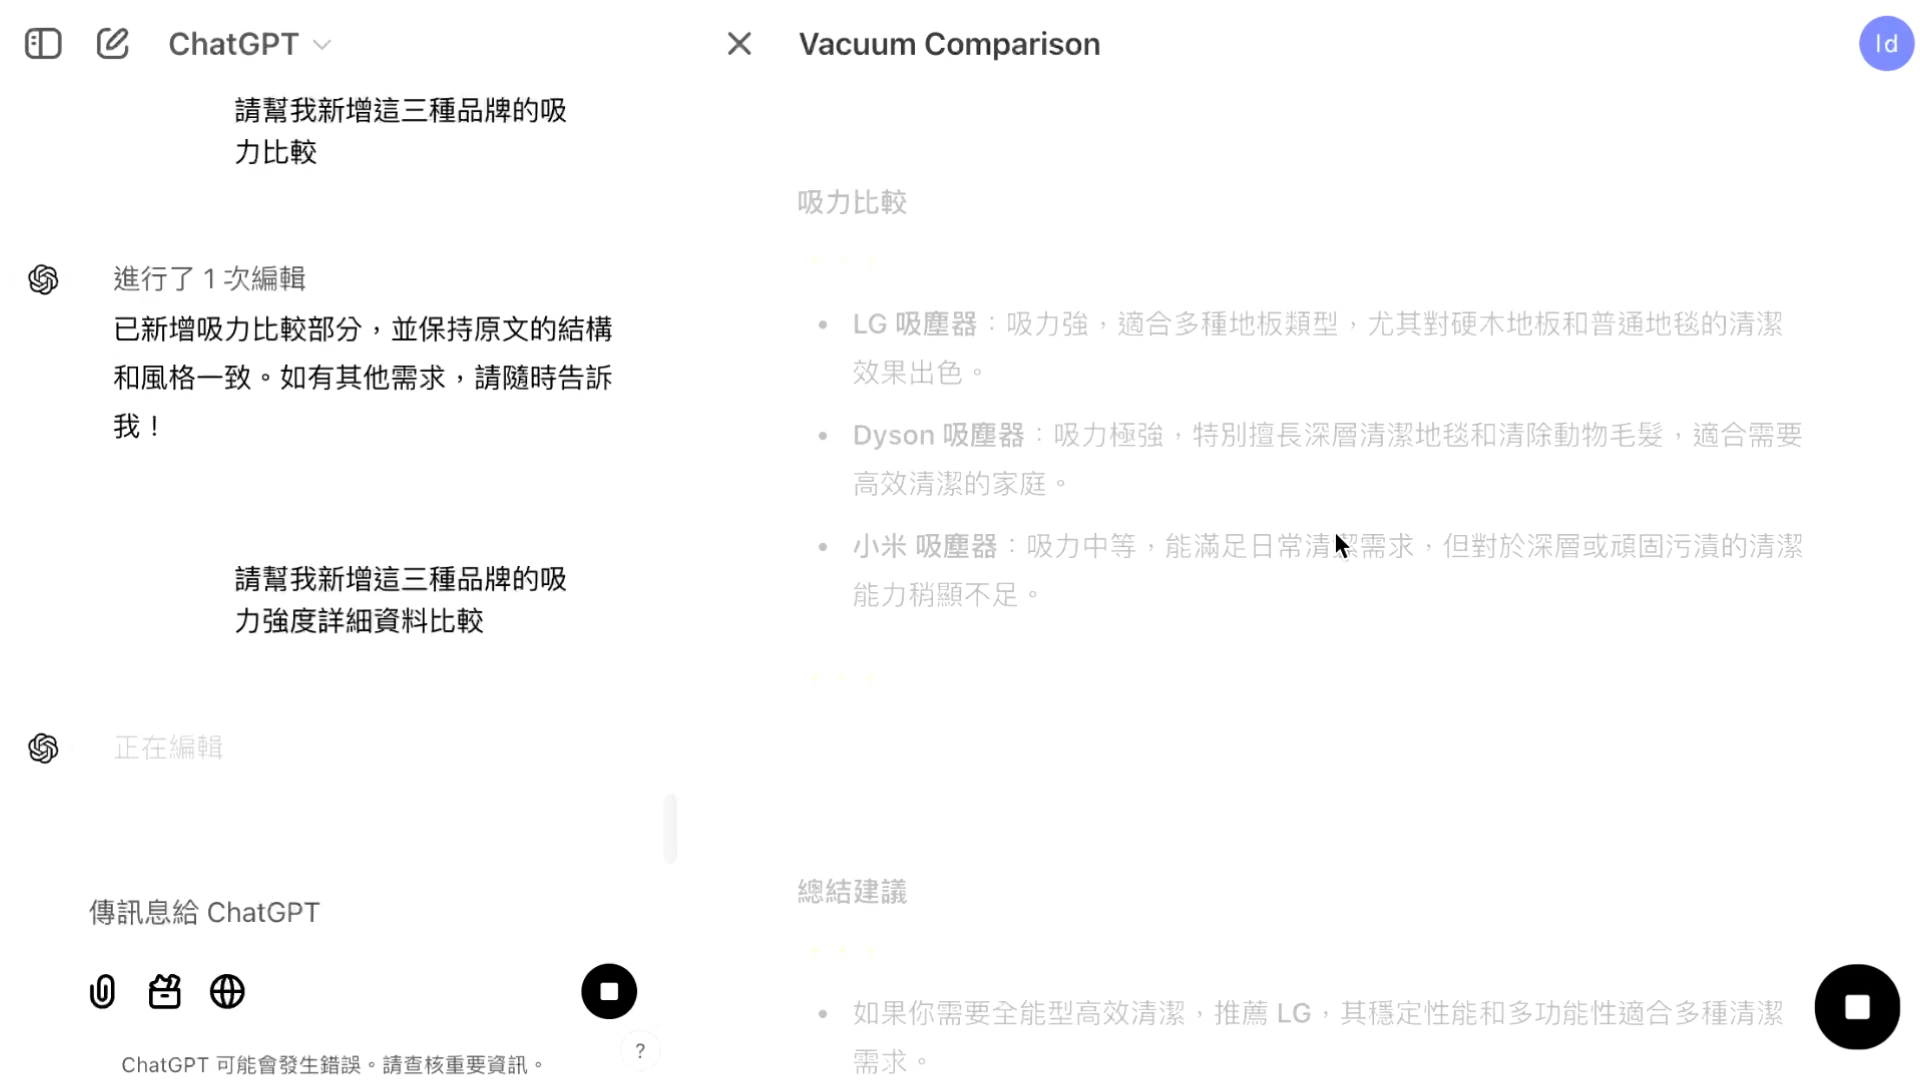 ChatGPT
請幫我新增這三種品牌的吸
力比較
進行了 1 次編輯
已新增吸力比較部分，並保持原文的結構
和風格一致。如有其他需求，請隨時告訴
我！
請幫我新增這三種品牌的吸
力強度詳細資料比較
正在編輯
傳訊息給 ChatGPT
ChatGPT 可能會發生錯誤。請查核重要資訊。
?
Vacuum Comparison
Id
吸力比較
LG 吸塵器：吸力強，適合多種地板類型，尤其對硬木地板和普通地毯的清潔
效果出色。
Dyson 吸塵器：吸力極強，特別擅長深層清潔地毯和清除動物毛髮，適合需要
高效清潔的家庭。
小米 吸塵器：吸力中等，能滿足日常清潔需求，但對於深層或頑固污漬的清潔
能力稍顯不足。
總結建議
如果你需要全能型高效清潔，推薦 LG，其穩定性能和多功能性適合多種清潔
需求。